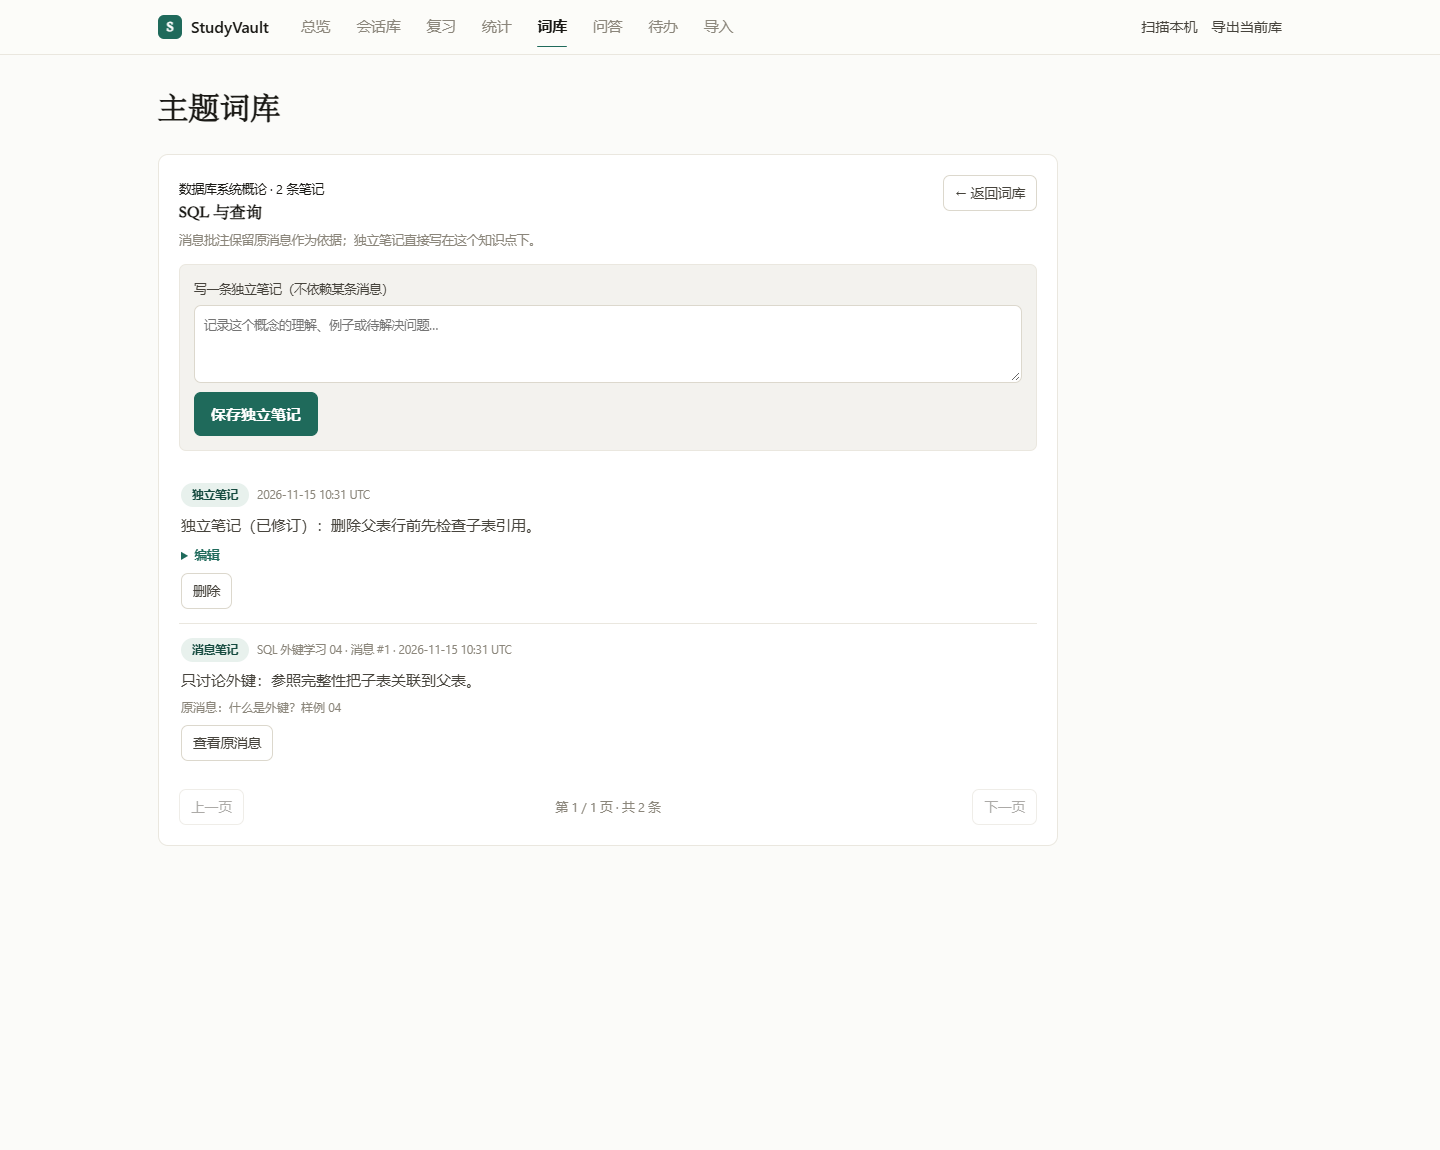 S StudyVault 总览 会话库 复习 统计 词库 问答 待办 导入 扫描本机 导出当前库
主题词库
数据库系统概论 · 2 条笔记
← 返回词库
SQL 与查询
消息批注保留原消息作为依据；独立笔记直接写在这个知识点下。
写一条独立笔记（不依赖某条消息）
记录这个概念的理解、例子或待解决问题...
保存独立笔记
独立笔记 2026-11-15 10:31 UTC
独立笔记（已修订）：删除父表行前先检查子表引用。
▶ 编辑
删除
消息笔记 SQL 外键学习 04 · 消息 #1 · 2026-11-15 10:31 UTC
只讨论外键：参照完整性把子表关联到父表。
原消息：什么是外键？样例 04
查看原消息
上一页 第 1 / 1 页 · 共 2 条 下一页